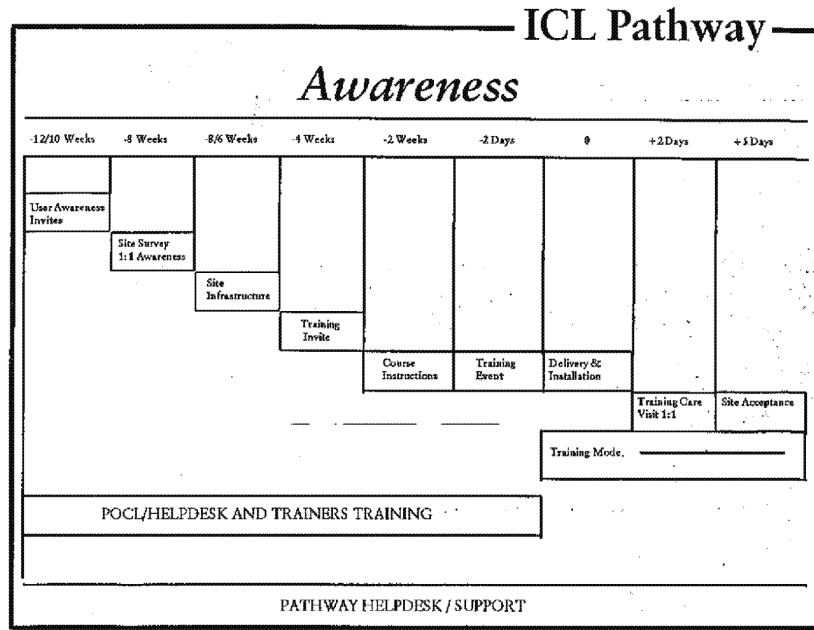 ICL Pathway
Awareness
-12/10 Weeks -8 Weeks -8/6 Weeks -4 Weeks -2 Weeks -2 Days 0 +2 Days +5 Days
User Awareness
Invites
Site Survey
1:1 Awareness
Site
Infrastructure
Training
Invite
Course
Instructions
Training
Event
Delivery &
Installation
Training Care
Visit 1:1
Site Acceptance
Training Mode.
POCL/HELPDESK AND TRAINERS TRAINING
PATHWAY HELPDESK / SUPPORT